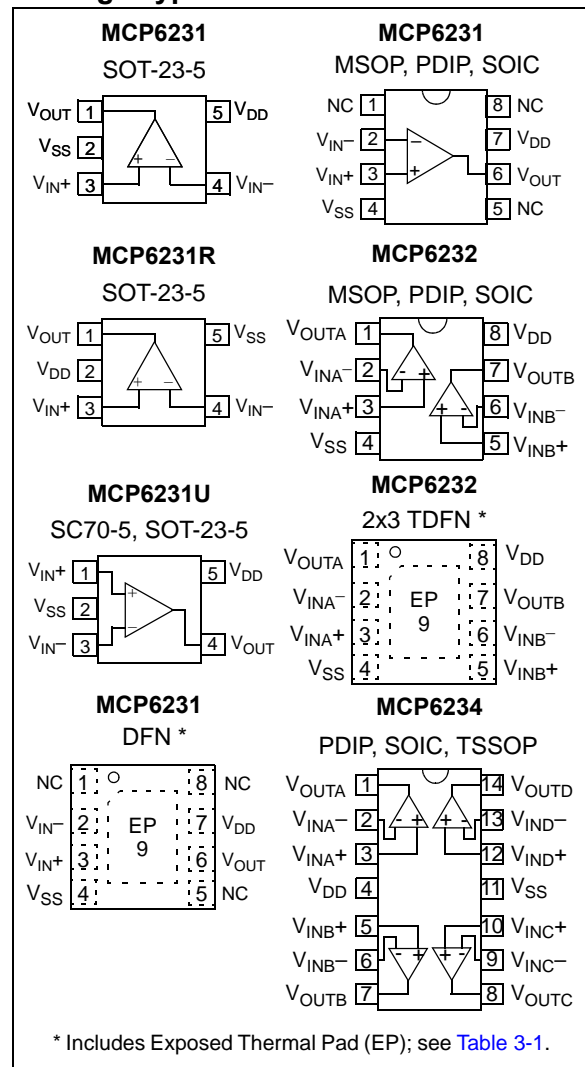 MCP6231
SOT-23-5
VOUT 1 5 VDD
VSS 2
VIN+ 3 4 VIN–
+ –
MCP6231
MSOP, PDIP, SOIC
NC 1 8 NC
VIN– 2 7 VDD
VIN+ 3 6 VOUT
VSS 4 5 NC
–
+
MCP6231R
SOT-23-5
VOUT 1 5 VSS
VDD 2
VIN+ 3 4 VIN–
+ –
MCP6232
MSOP, PDIP, SOIC
VOUTA 1 8 VDD
VINA– 2 7 VOUTB
VINA+ 3 6 VINB–
VSS 4 5 VINB+
- +
+ -
MCP6231U
SC70-5, SOT-23-5
VIN+ 1 5 VDD
VSS 2
VIN– 3 4 VOUT
+
–
MCP6232
2x3 TDFN *
VOUTA 1 8 VDD
VINA– 2 7 VOUTB
VINA+ 3 6 VINB–
VSS 4 5 VINB+
EP
9
MCP6231
DFN *
NC 1 8 NC
VIN– 2 7 VDD
VIN+ 3 6 VOUT
VSS 4 5 NC
EP
9
MCP6234
PDIP, SOIC, TSSOP
VOUTA 1 14 VOUTD
VINA– 2 - + + - 13 VIND–
VINA+ 3 12 VIND+
VDD 4 11 VSS
VINB+ 5 10 VINC+
VINB– 6 - + + - 9 VINC–
VOUTB 7 8 VOUTC
* Includes Exposed Thermal Pad (EP); see Table 3-1.